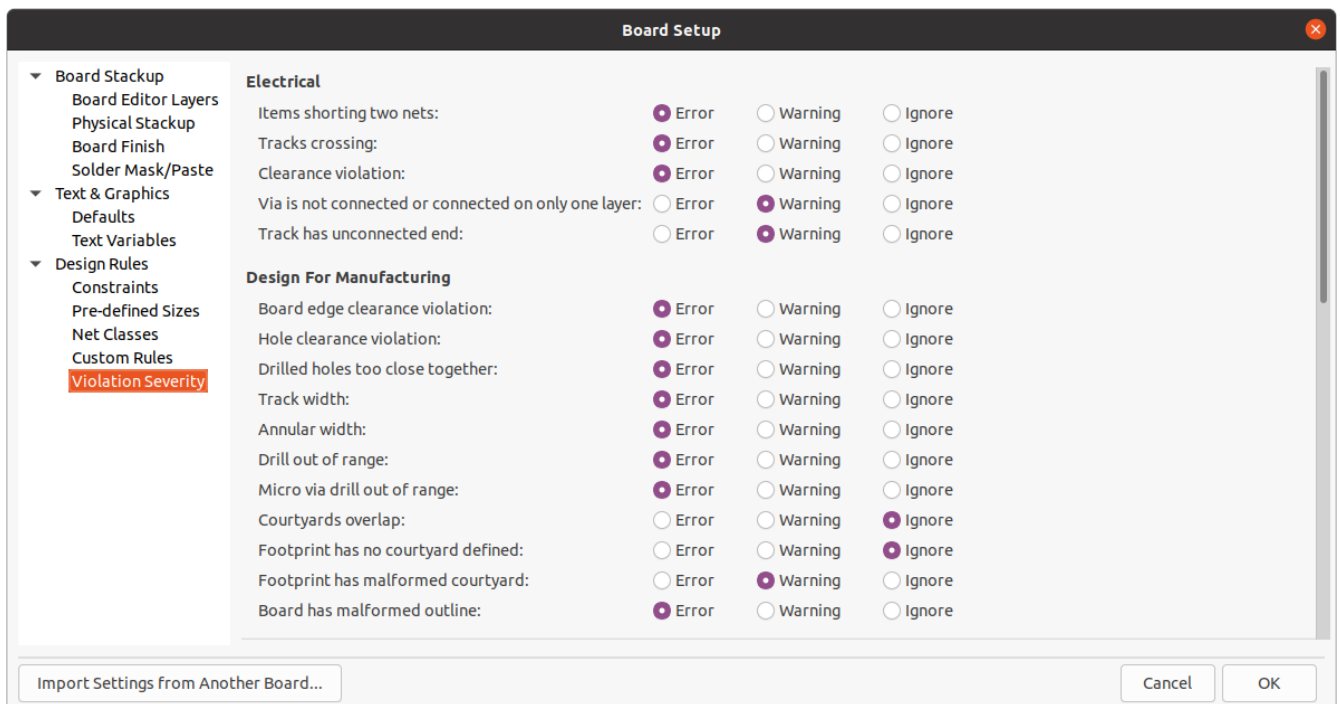 Board Setup
Board Stackup
Board Editor Layers
Physical Stackup
Board Finish
Solder Mask/Paste
Text & Graphics
Defaults
Text Variables
Design Rules
Constraints
Pre-defined Sizes
Net Classes
Custom Rules
Violation Severity
Electrical
Items shorting two nets: Error Warning Ignore
Tracks crossing: Error Warning Ignore
Clearance violation: Error Warning Ignore
Via is not connected or connected on only one layer: Error Warning Ignore
Track has unconnected end: Error Warning Ignore
Design For Manufacturing
Board edge clearance violation: Error Warning Ignore
Hole clearance violation: Error Warning Ignore
Drilled holes too close together: Error Warning Ignore
Track width: Error Warning Ignore
Annular width: Error Warning Ignore
Drill out of range: Error Warning Ignore
Micro via drill out of range: Error Warning Ignore
Courtyards overlap: Error Warning Ignore
Footprint has no courtyard defined: Error Warning Ignore
Footprint has malformed courtyard: Error Warning Ignore
Board has malformed outline: Error Warning Ignore
Import Settings from Another Board... Cancel OK